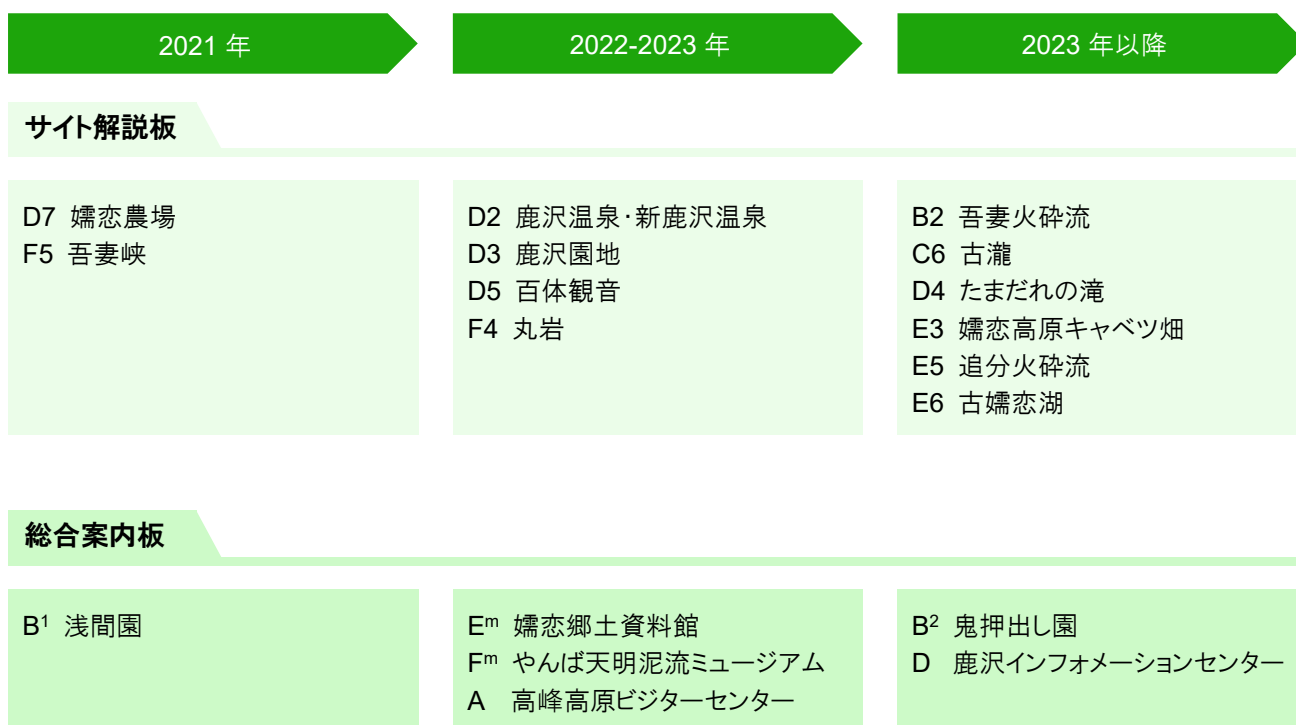 2021 年
2022-2023 年
2023 年以降
サイト解説板
D7 嬬恋農場
F5 吾妻峡
D2 鹿沢温泉・新鹿沢温泉
D3 鹿沢園地
D5 百体観音
F4 丸岩
B2 吾妻火砕流
C6 古瀧
D4 たまだれの滝
E3 嬬恋高原キャベツ畑
E5 追分火砕流
E6 古嬬恋湖
総合案内板
B¹ 浅間園
Eᵐ 嬬恋郷土資料館
Fᵐ やんば天明泥流ミュージアム
A 高峰高原ビジターセンター
B² 鬼押出し園
D 鹿沢インフォメーションセンター